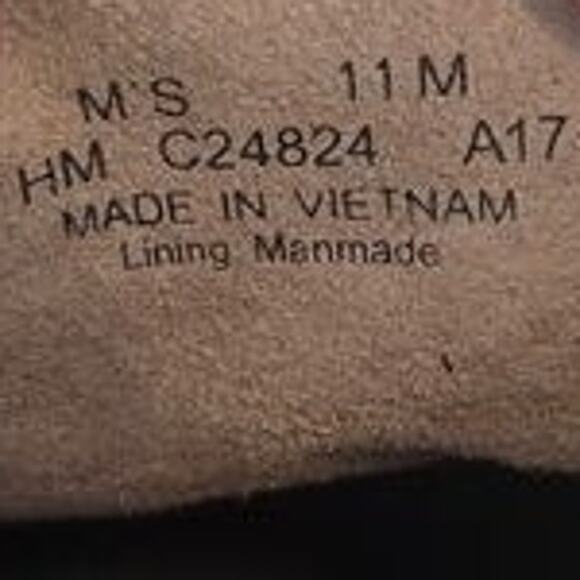 M'S 11 M
HM C24824 A17
MADE IN VIETNAM
Lining Manmade